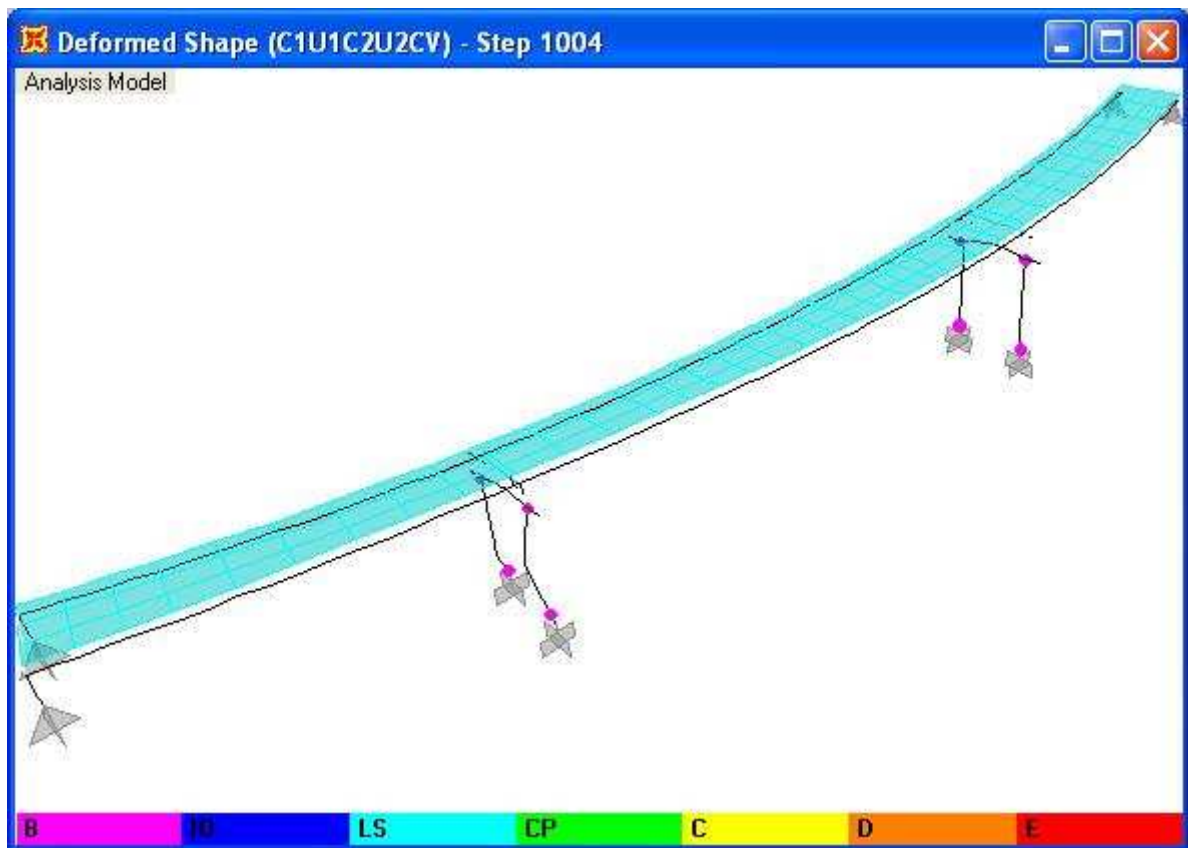 Deformed Shape (C1U1C2U2CV) - Step 1004
Analysis Model
B IO LS CP C D E